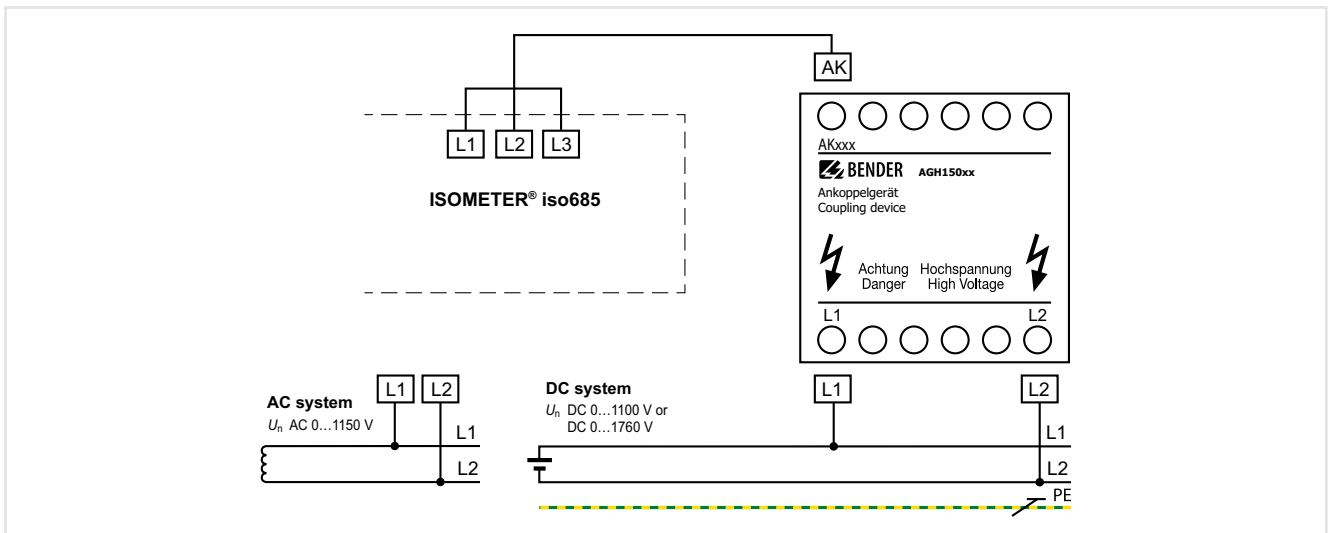 AK
L1 L2 L3
ISOMETER® iso685
AKxxx
BENDER AGH150xx
Ankoppelgerät
Coupling device
Achtung Hochspannung
Danger High Voltage
L1 L2
L1 L2
AC system
Un AC 0...1150 V
L1
L2
DC system
Un DC 0...1100 V or
DC 0...1760 V
L1 L2
L1
L2
PE